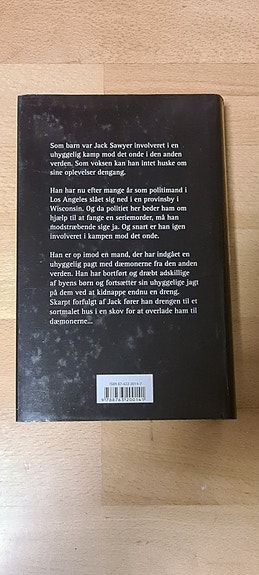 Som barn var Jack Sawyer involveret i en
uhyggelig kamp mod det onde i den anden
verden. Som voksen kan han intet huske om
sine oplevelser dengang.
Han har nu efter mange år som politimand i
Los Angeles slået sig ned i en provinsby i
Wisconsin. Og da politiet her beder ham om
hjælp til at fange en seriemorder, må han
modstræbende sige ja. Og snart er han igen
involveret i kampen mod det onde.
Han er op imod en mand, der har indgået en
uhyggelig pagt med dæmonerne fra den anden
verden. Han har bortført og dræbt adskillige
af byens børn og fortsætter sin uhyggelige jagt
på dem ved at kidnappe endnu en dreng.
Skarpt forfulgt af Jack fører han drengen til et
sortmalet hus i en skov for at overlade ham til
dæmonerne...
ISBN
9 788763 200141